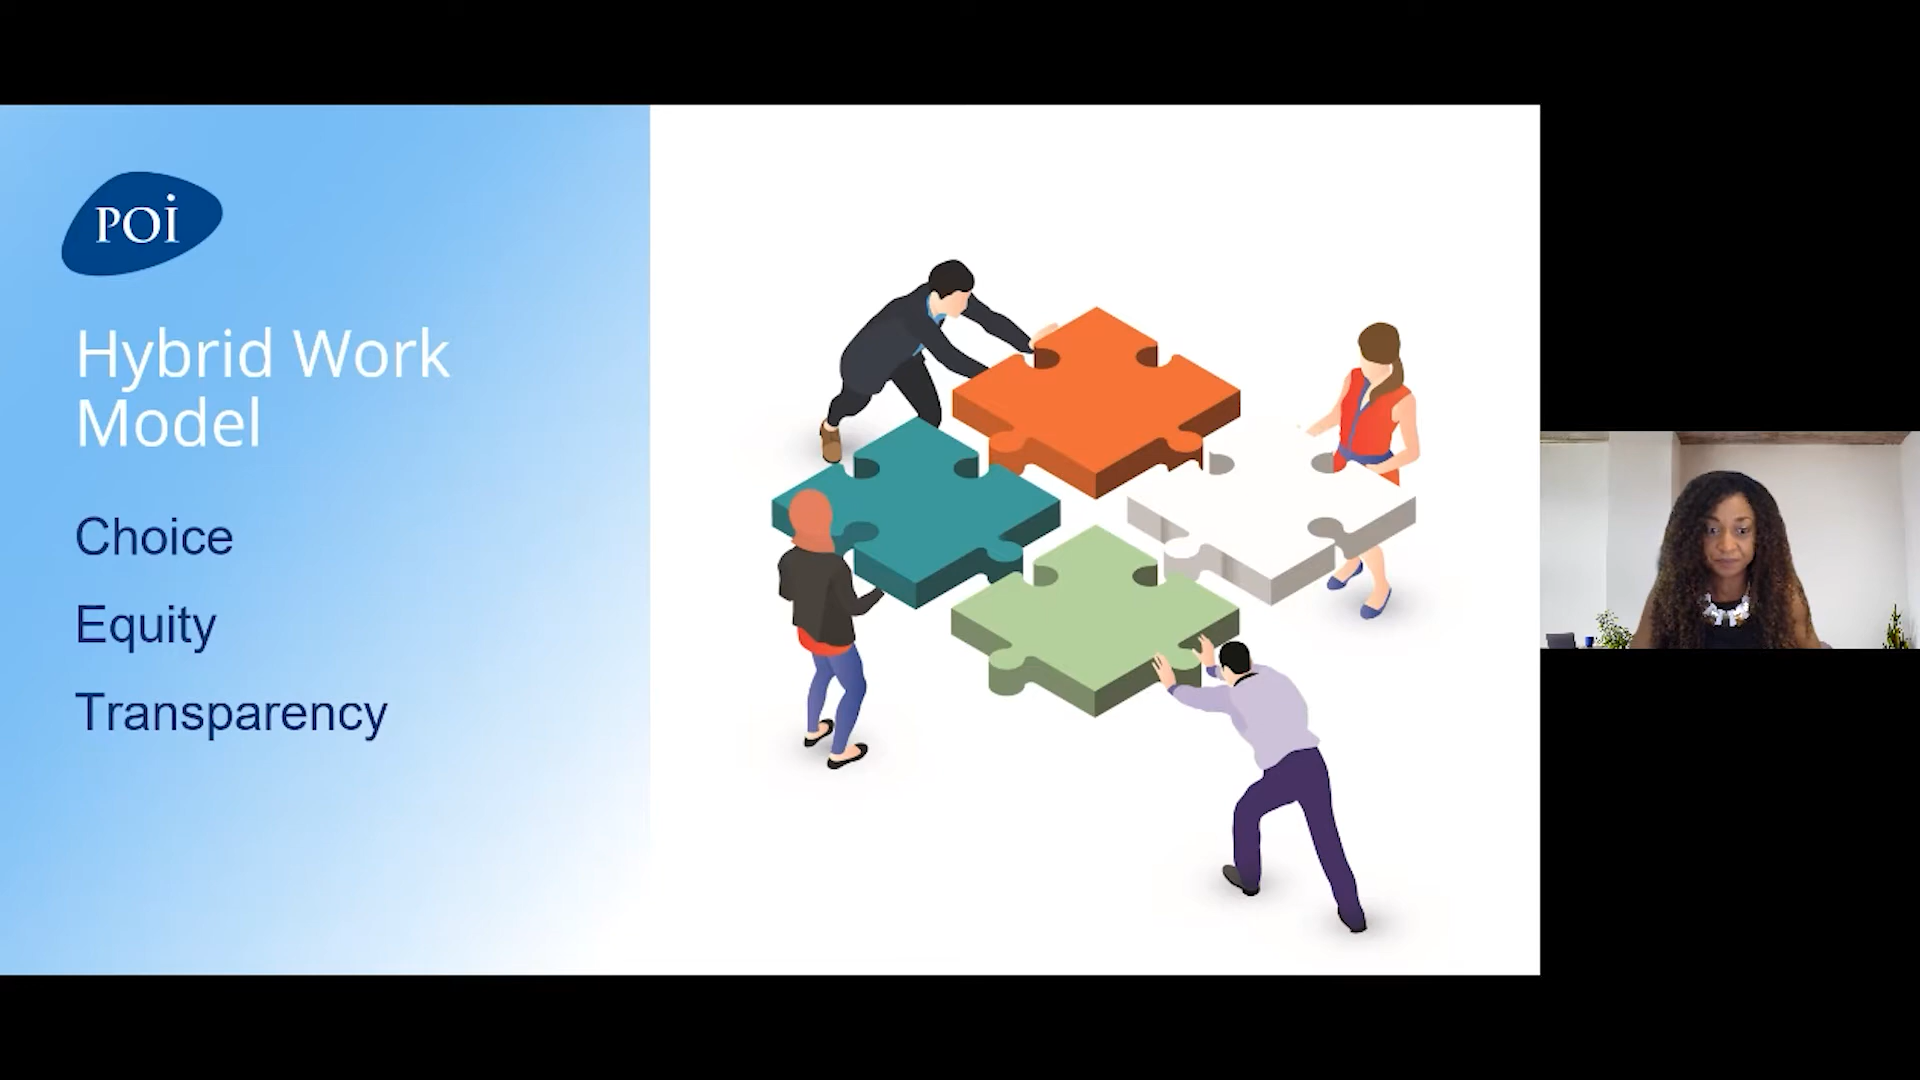 POi
Hybrid Work
Model
Choice
Equity
Transparency